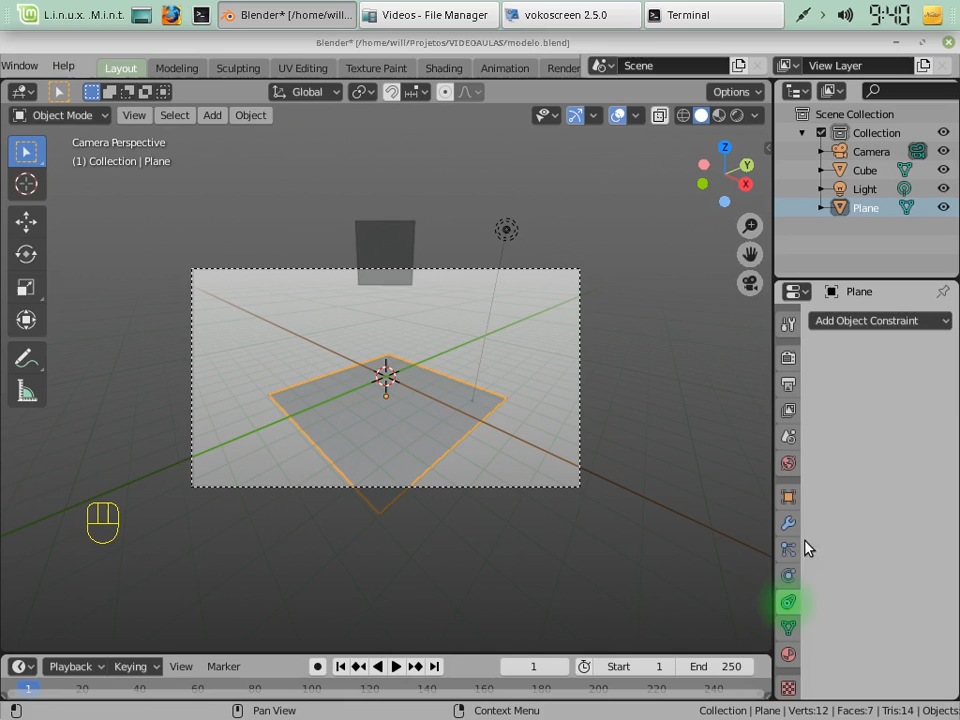 L.i.n.u.x. .M.i.n.t.
Blender* [/home/will...
Videos - File Manager
vokoscreen 2.5.0
Terminal
9:40
Blender* [/home/will/Projetos/VIDEOAULAS/modelo.blend]
Window Help Layout Modeling Sculpting UV Editing Texture Paint Shading Animation Render Scene View Layer
Global Options
Object Mode View Select Add Object
Camera Perspective
(1) Collection | Plane
Z
Y
X
Scene Collection
Collection
Camera
Cube
Light
Plane
Plane
Add Object Constraint
Playback Keying View Marker 1 Start 1 End 250
1 20 40 60 80 100 120 140 160 180 200 220 240
Pan View Context Menu Collection | Plane | Verts:12 | Faces:7 | Tris:14 | Objects